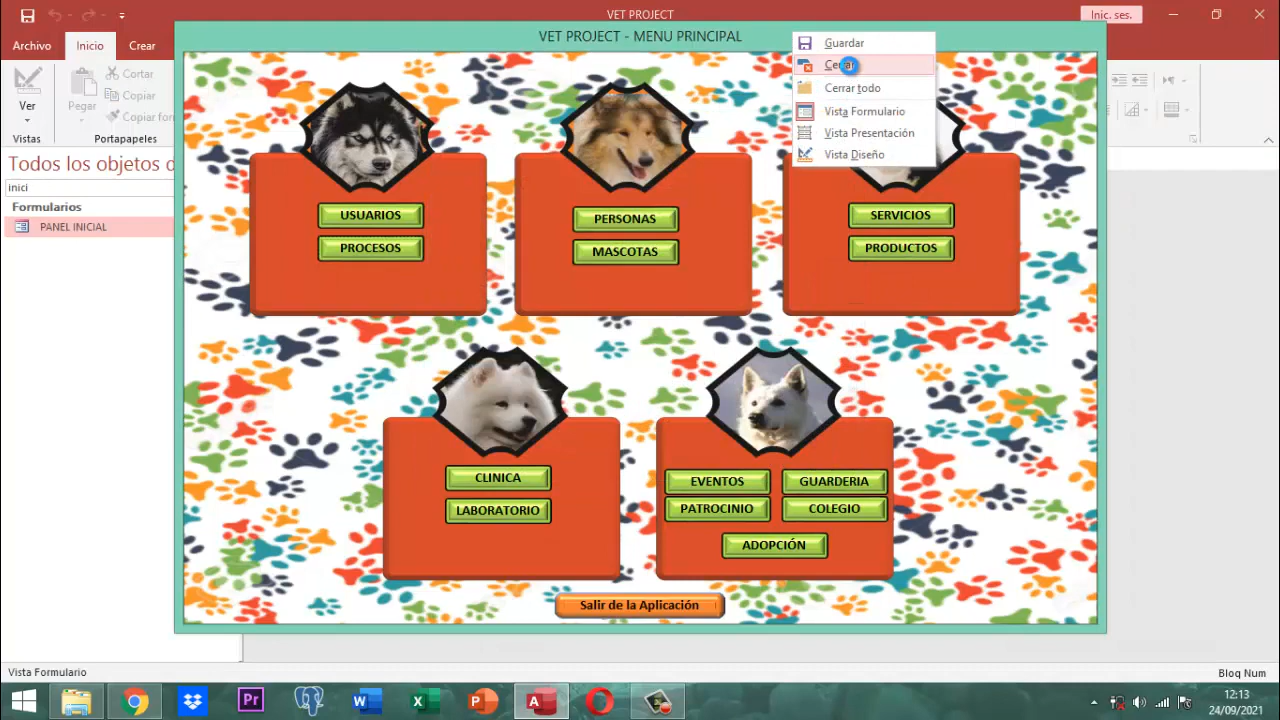 VET PROJECT
Inic. ses.
Archivo
Inicio
Crear
Ver
Vistas
Pegar
Cortar
Copiar
Copiar form
Portapapeles
Todos los objetos d
inici
Formularios
PANEL INICIAL
VET PROJECT - MENU PRINCIPAL
Guardar
Cerrar
Cerrar todo
Vista Formulario
Vista Presentación
Vista Diseño
USUARIOS
PROCESOS
PERSONAS
MASCOTAS
SERVICIOS
PRODUCTOS
CLINICA
LABORATORIO
EVENTOS
GUARDERIA
PATROCINIO
COLEGIO
ADOPCIÓN
Salir de la Aplicación
Vista Formulario
Bloq Num
12:13
24/09/2021